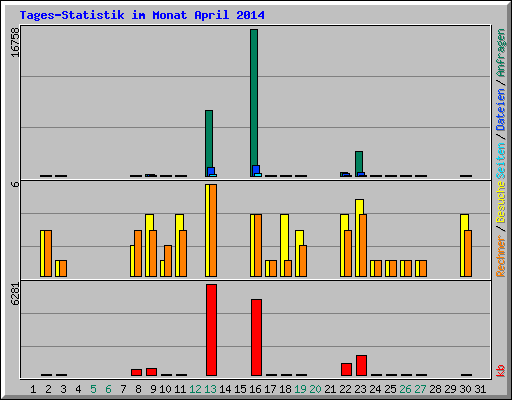 Tages-Statistik im Monat April 2014
16758
6
6281
Rechner / Besuche Seiten / Dateien / Anfragen
kb
1 2 3 4 5 6 7 8 9 10 11 12 13 14 15 16 17 18 19 20 21 22 23 24 25 26 27 28 29 30 31